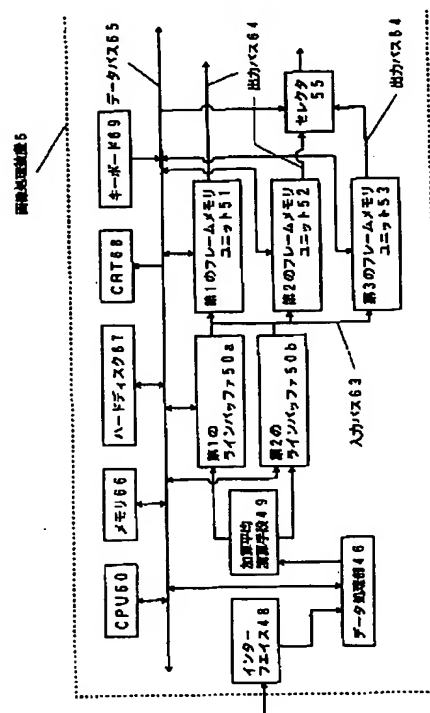 画像処理装置5
CPU60
メモリ66
ハードディスク67
CRT68
キーボード69
データバス65
第1の
ラインバッファ50a
第1のフレームメモリ
ユニット51
出力バス64
加算平均
演算手段49
第2の
ラインバッファ50b
第2のフレームメモリ
ユニット52
セレクタ
55
インター
フェイス48
データ処理部46
入力バス63
第3のフレームメモリ
ユニット53
出力バス64